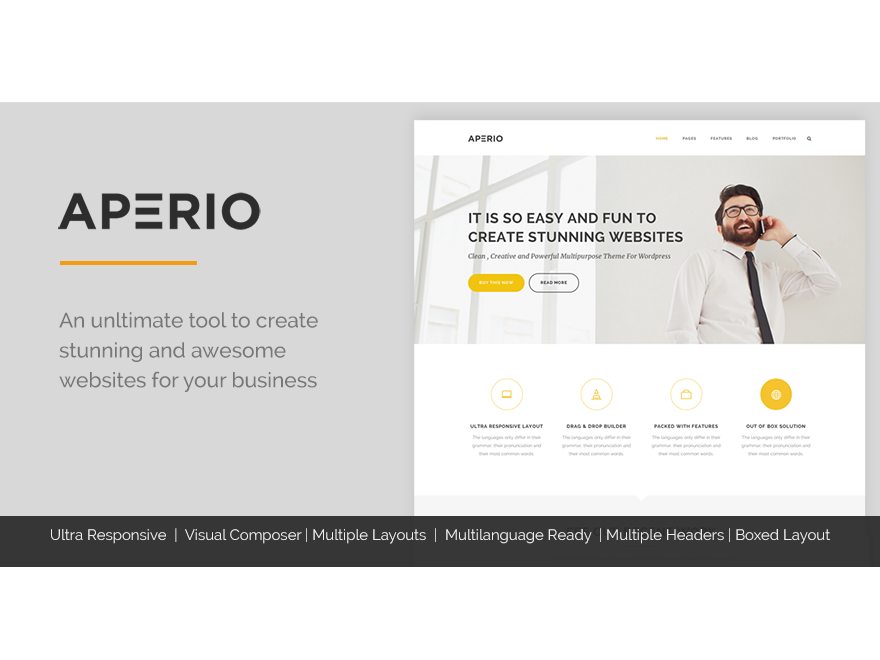 APERIO
An unltimate tool to create
stunning and awesome
websites for your business
APERIO
HOME PAGES FEATURES BLOG PORTFOLIO
IT IS SO EASY AND FUN TO
CREATE STUNNING WEBSITES
Clean , Creative and Powerful Multipurpose Theme For Wordpress
BUY THIS NOW READ MORE
ULTRA RESPONSIVE LAYOUT DRAG & DROP BUILDER PACKED WITH FEATURES OUT OF BOX SOLUTION
The languages only differ in their The languages only differ in their The languages only differ in their The languages only differ in their
grammar, their pronunciation and grammar, their pronunciation and grammar, their pronunciation and grammar, their pronunciation and
their most common words. their most common words. their most common words. their most common words.
Ultra Responsive | Visual Composer | Multiple Layouts | Multilanguage Ready | Multiple Headers | Boxed Layout